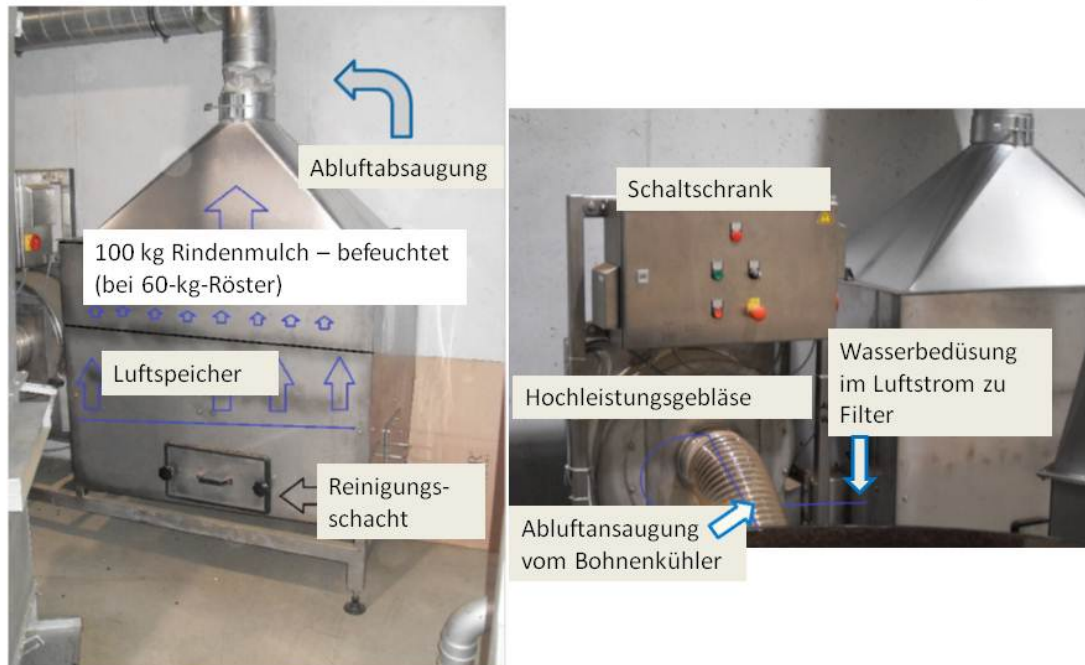 Abluftabsaugung
100 kg Rindenmulch – befeuchtet
(bei 60-kg-Röster)
Luftspeicher
Reinigungs-
schacht
Schaltschrank
Hochleistungsgebläse
Wasserbedüsung
im Luftstrom zu
Filter
Abluftansaugung
vom Bohnenkühler